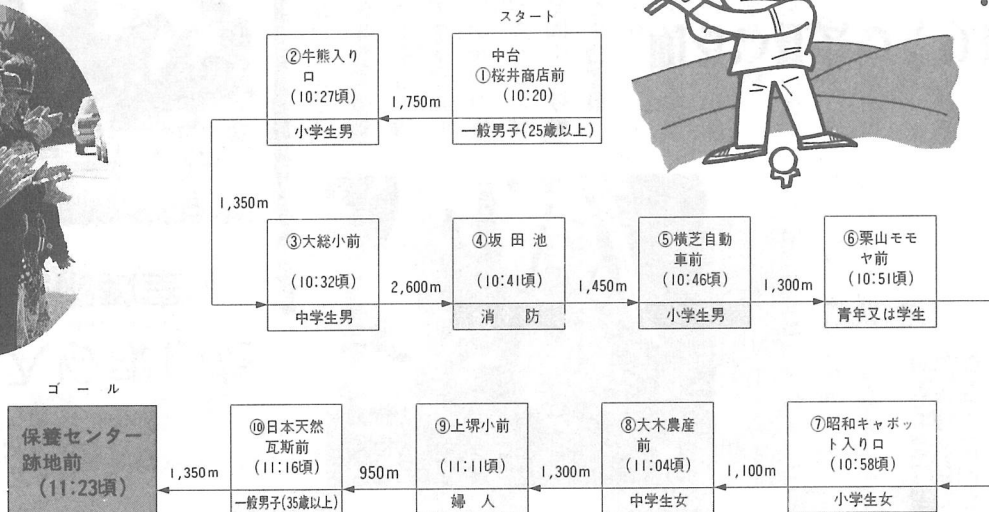 スタート
中台
①桜井商店前
(10:20)
一般男子(25歳以上)
1,750m
②牛熊入り
口
(10:27頃)
小学生男
1,350m
③大総小前
(10:32頃)
中学生男
2,600m
④坂田池
(10:41頃)
消防
1,450m
⑤横芝自動
車前
(10:46頃)
小学生男
1,300m
⑥栗山モモ
ヤ前
(10:51頃)
青年又は学生
⑦昭和キャボッ
ト入り口
(10:58頃)
小学生女
1,100m
⑧大木農産
前
(11:04頃)
中学生女
1,300m
⑨上堺小前
(11:11頃)
婦人
950m
⑩日本天然
瓦斯前
(11:16頃)
一般男子(35歳以上)
1,350m
ゴール
保養センター
跡地前
(11:23頃)